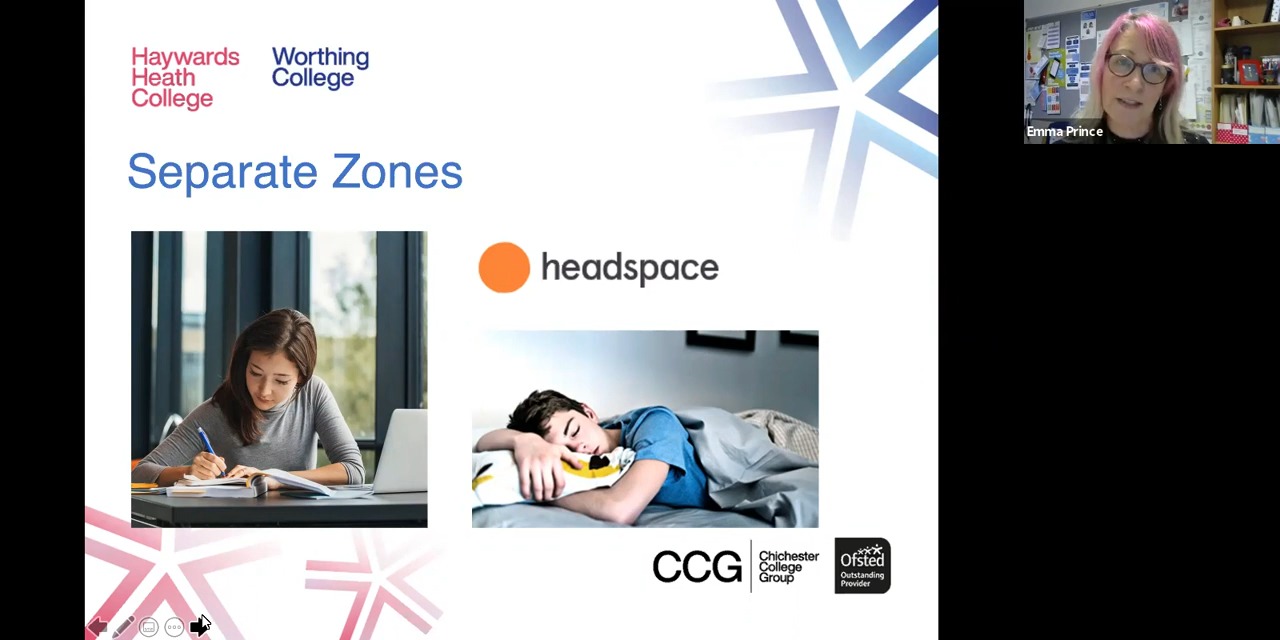 Haywards
Heath
College
Worthing
College
Separate Zones
headspace
CCG
Chichester
College
Group
Ofsted
Outstanding
Provider
Emma Prince